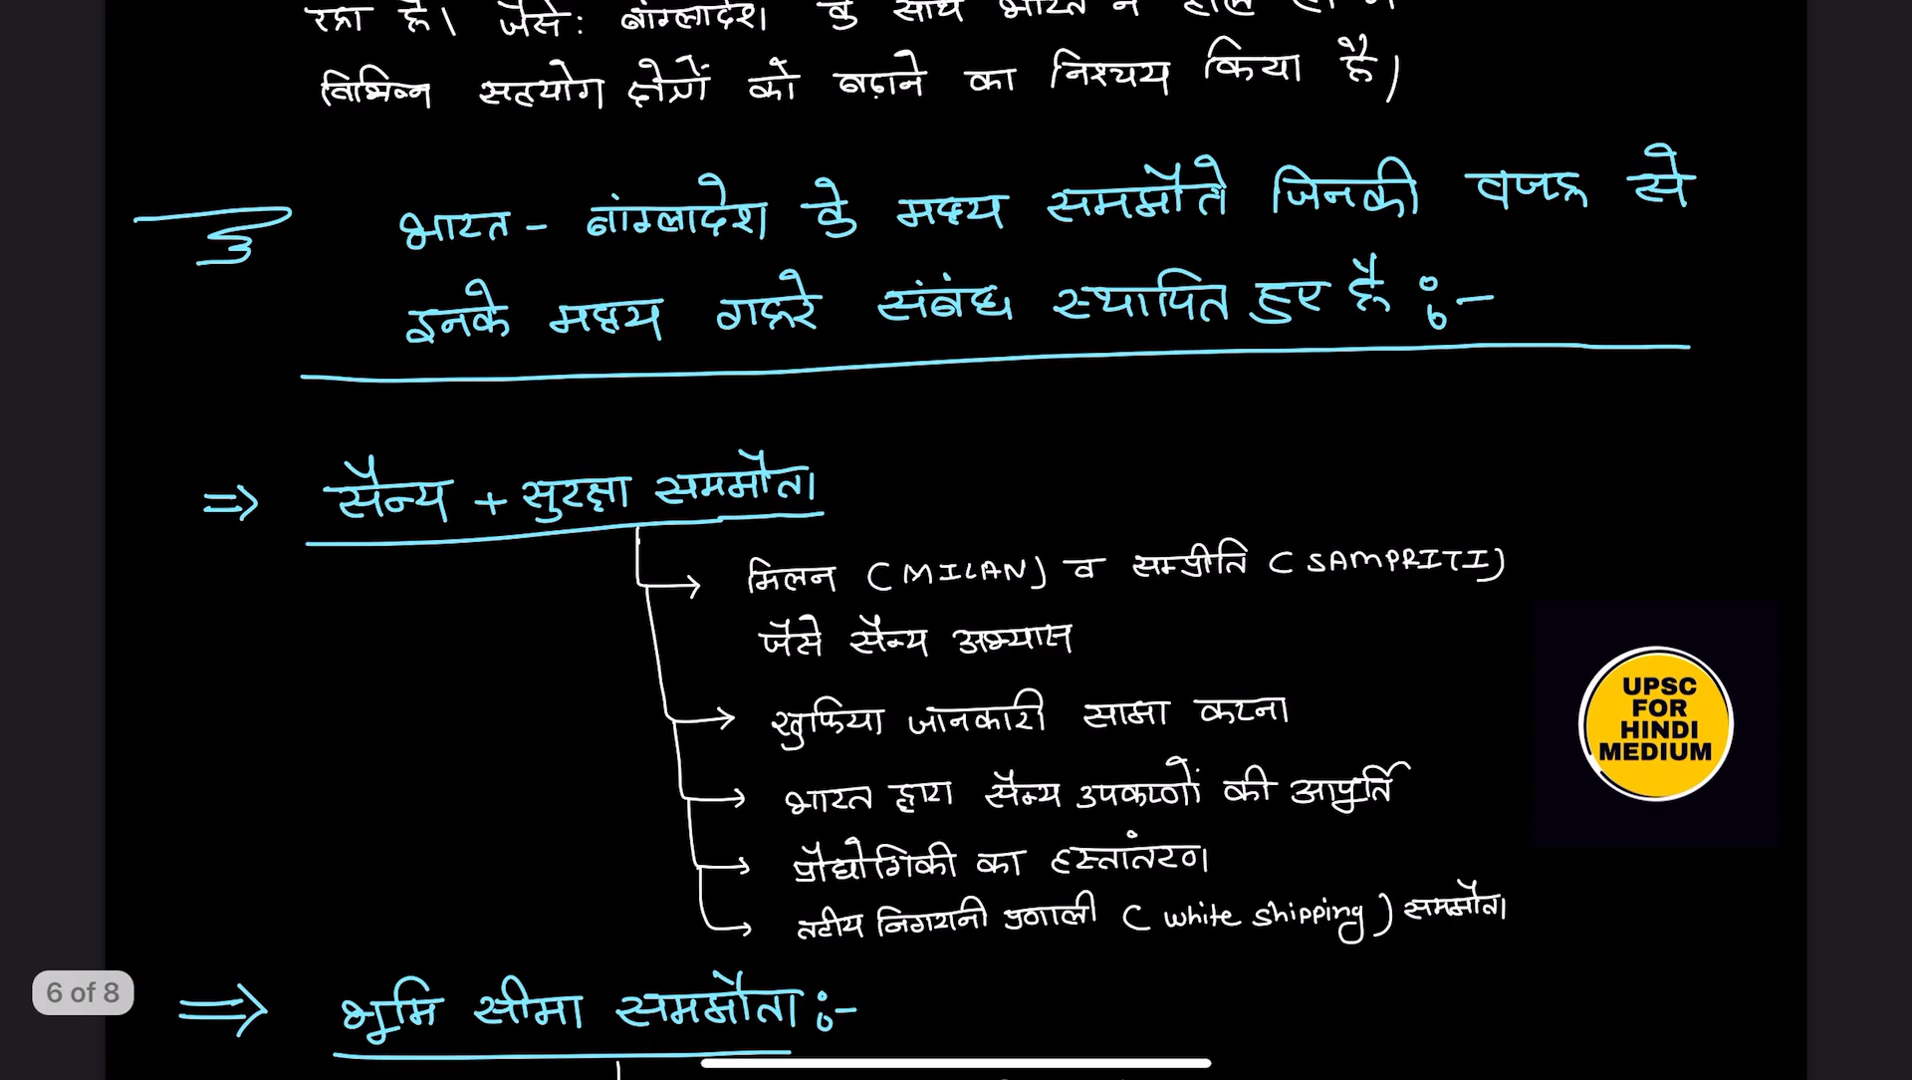 रहा है। जैसे: बांग्लादेश के साथ भारत ने हाल ही में
विभिन्न सहयोग क्षेत्रों को बढ़ाने का निश्चय किया है।
भारत - बांग्लादेश के मध्य समझौते जिनकी वजह से
इनके मध्य गहरे संबंध स्थापित हुए है :-
=> सैन्य + सुरक्षा समझौता
→ मिलन (MILAN) व सम्प्रीति (SAMPRITI)
जैसे सैन्य अभ्यास
→ खुफिया जानकारी साझा करना
→ भारत द्वारा सैन्य उपकरणों की आपूर्ति
→ प्रौद्योगिकी का हस्तांतरण
→ तटीय निगरानी प्रणाली (white shipping) समझौता
=> भूमि सीमा समझौता :-
UPSC
FOR
HINDI
MEDIUM
6 of 8